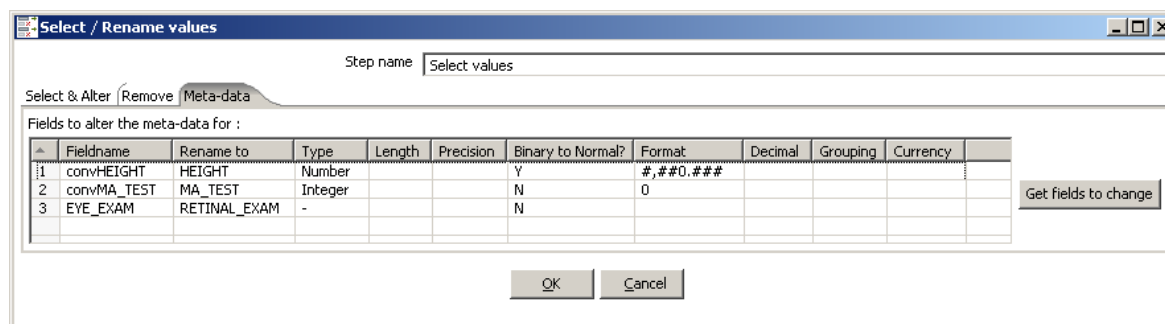 Select / Rename values
Step name Select values
Select & Alter Remove Meta-data
Fields to alter the meta-data for :
Fieldname Rename to Type Length Precision Binary to Normal? Format Decimal Grouping Currency
1 convHEIGHT HEIGHT Number Y #,##0.###
2 convMA_TEST MA_TEST Integer N 0
3 EYE_EXAM RETINAL_EXAM - N
Get fields to change
OK Cancel